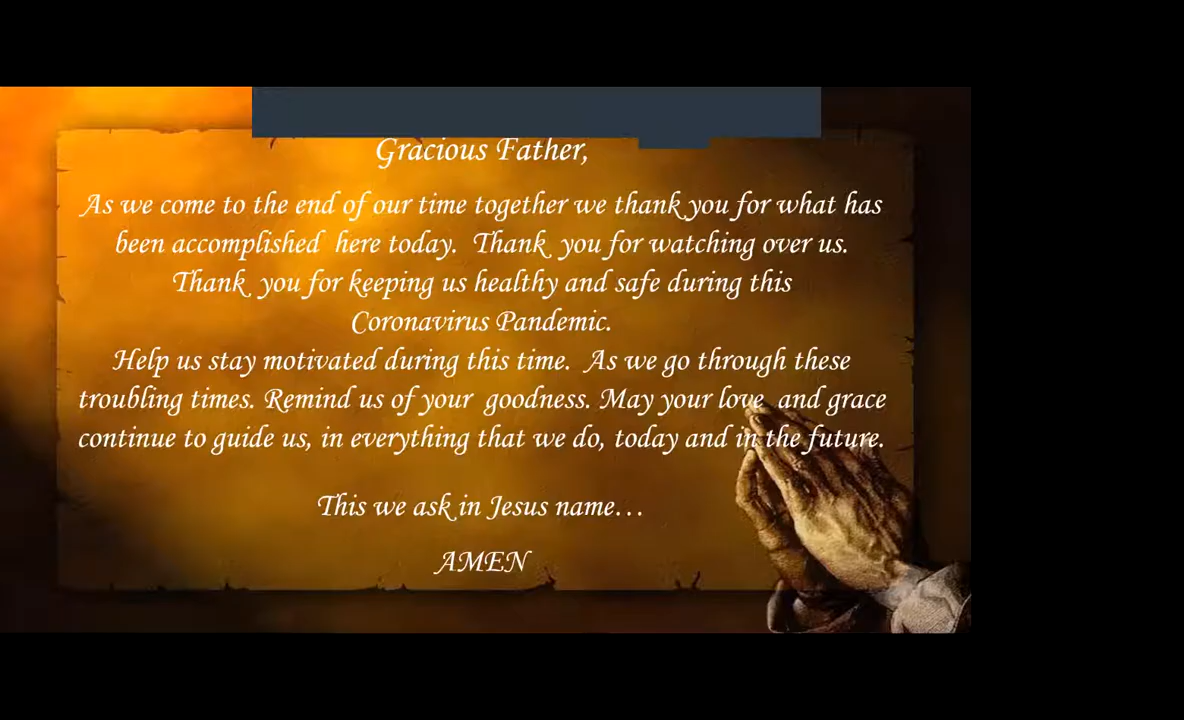 Gracious Father,
As we come to the end of our time together we thank you for what has
been accomplished here today. Thank you for watching over us.
Thank you for keeping us healthy and safe during this
Coronavirus Pandemic.
Help us stay motivated during this time. As we go through these
troubling times. Remind us of your goodness. May your love and grace
continue to guide us, in everything that we do, today and in the future.
This we ask in Jesus name…
AMEN